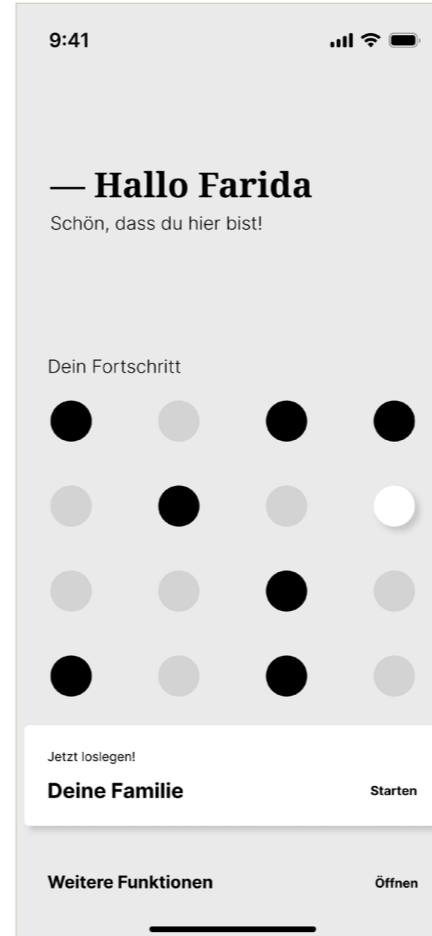 9:41
— Hallo Farida
Schön, dass du hier bist!
Dein Fortschritt
Jetzt loslegen!
Deine Familie Starten
Weitere Funktionen Öffnen